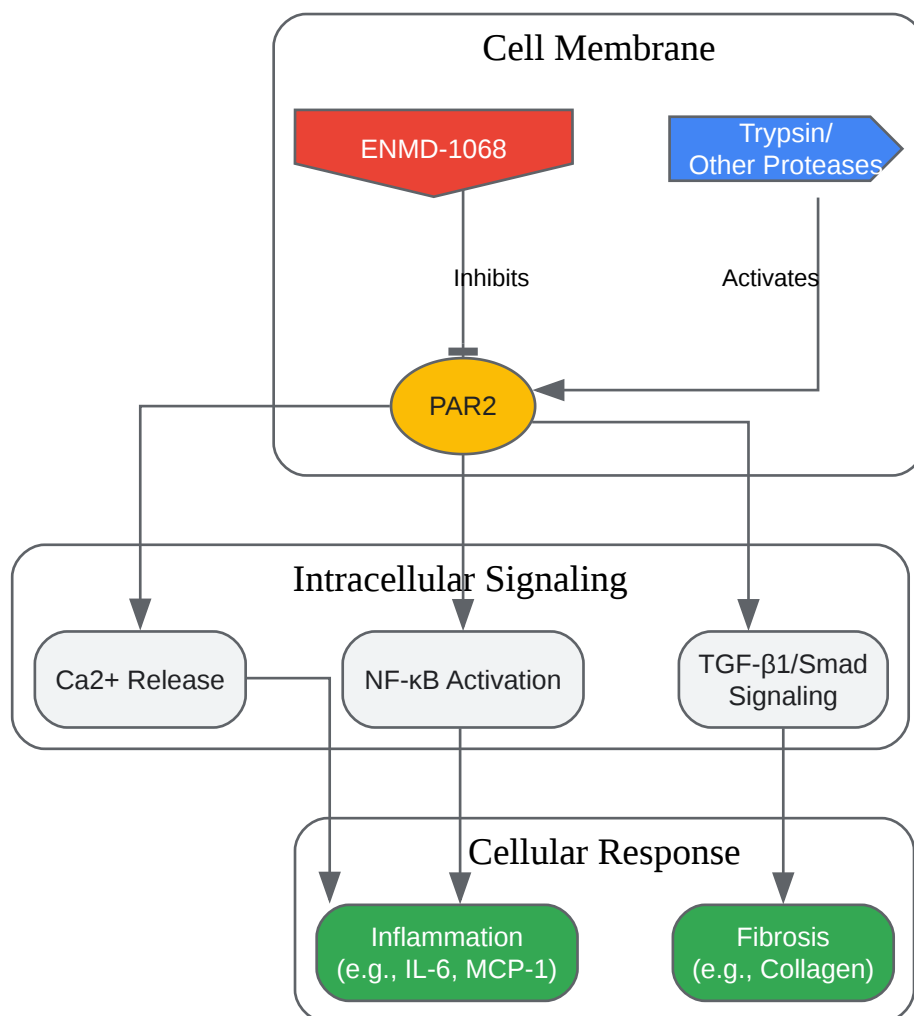 Cell Membrane
ENMD-1068
Trypsin/
Other Proteases
Inhibits
Activates
PAR2
Intracellular Signaling
Ca2+ Release
NF-κB Activation
TGF-β1/Smad
Signaling
Cellular Response
Inflammation
(e.g., IL-6, MCP-1)
Fibrosis
(e.g., Collagen)